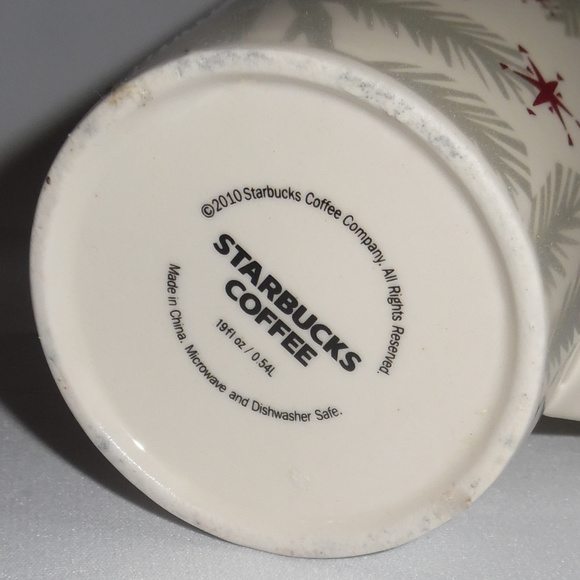 ©2010 Starbucks Coffee Company. All Rights Reserved.
STARBUCKS
COFFEE
19fl oz / 0.54L
Made in China. Microwave and Dishwasher Safe.